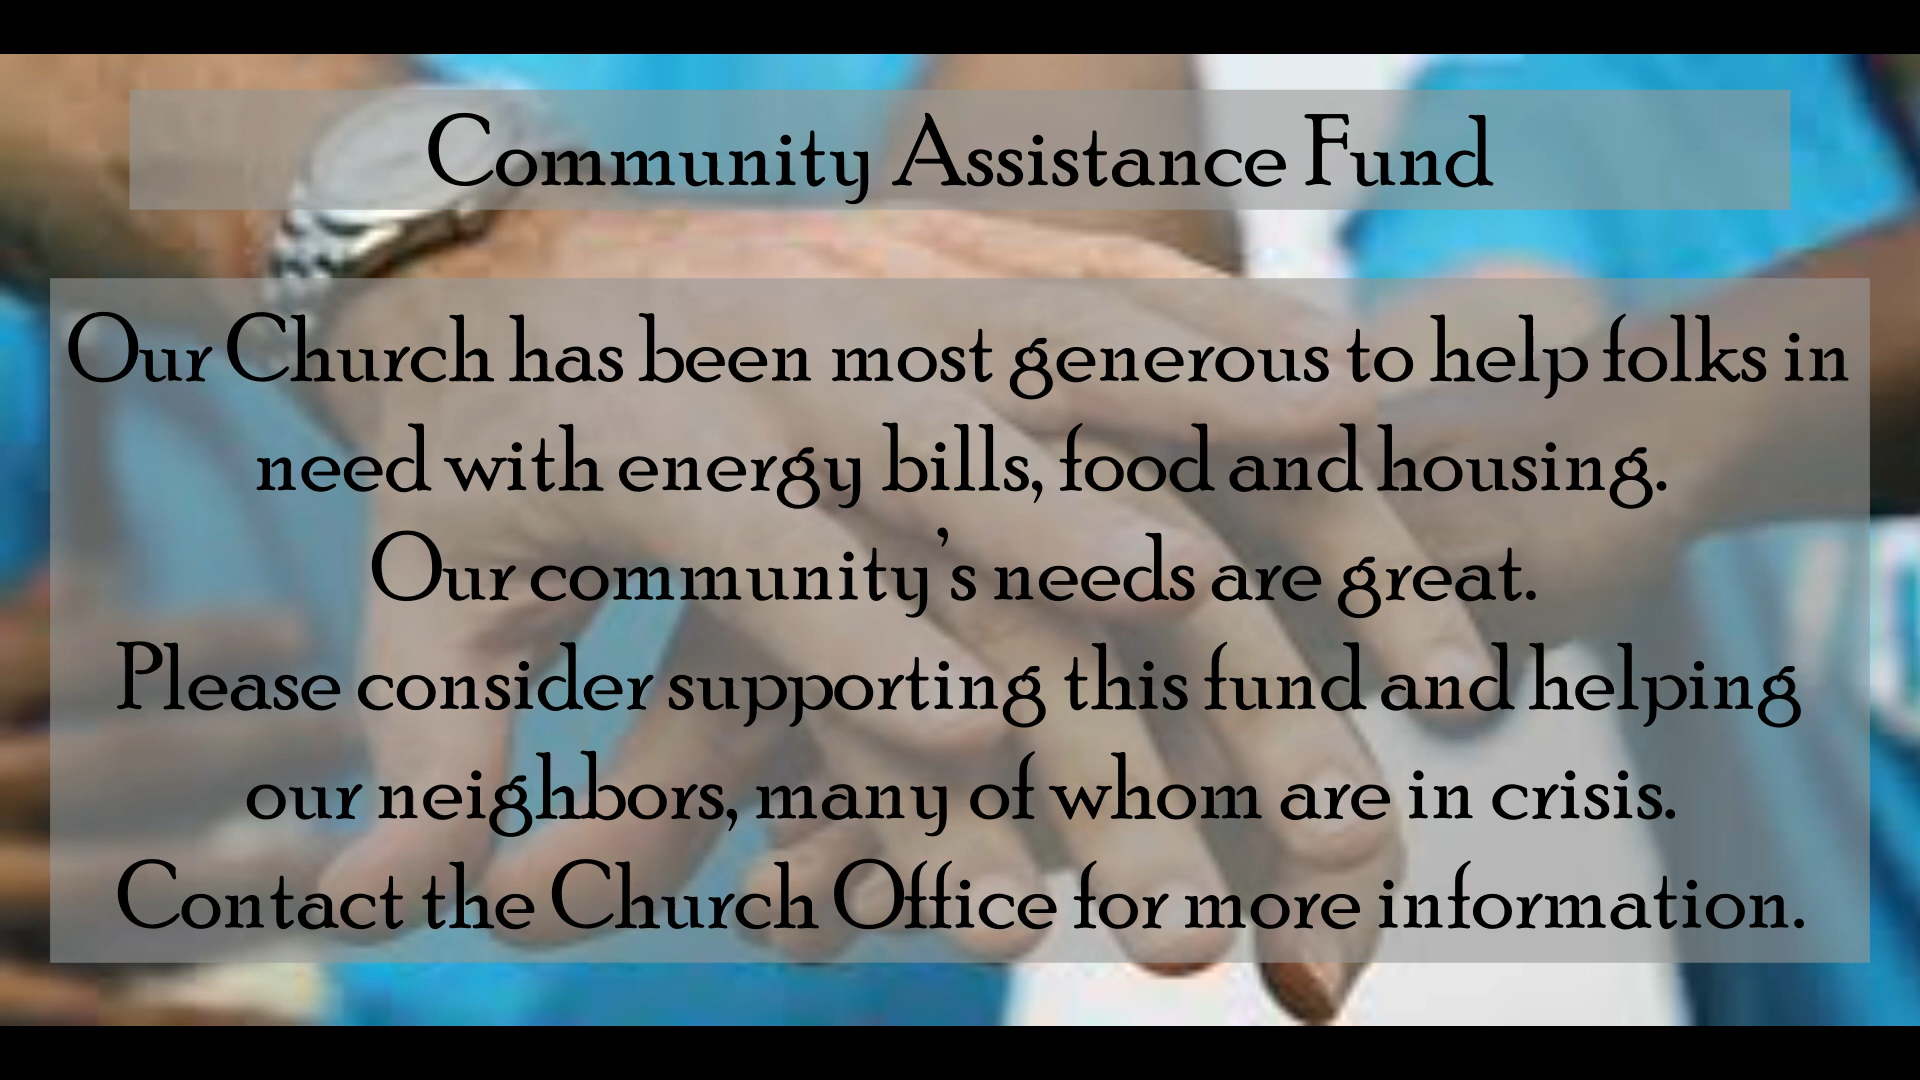 Community Assistance Fund
Our Church has been most generous to help folks in
need with energy bills, food and housing.
Our community’s needs are great.
Please consider supporting this fund and helping
our neighbors, many of whom are in crisis.
Contact the Church Office for more information.